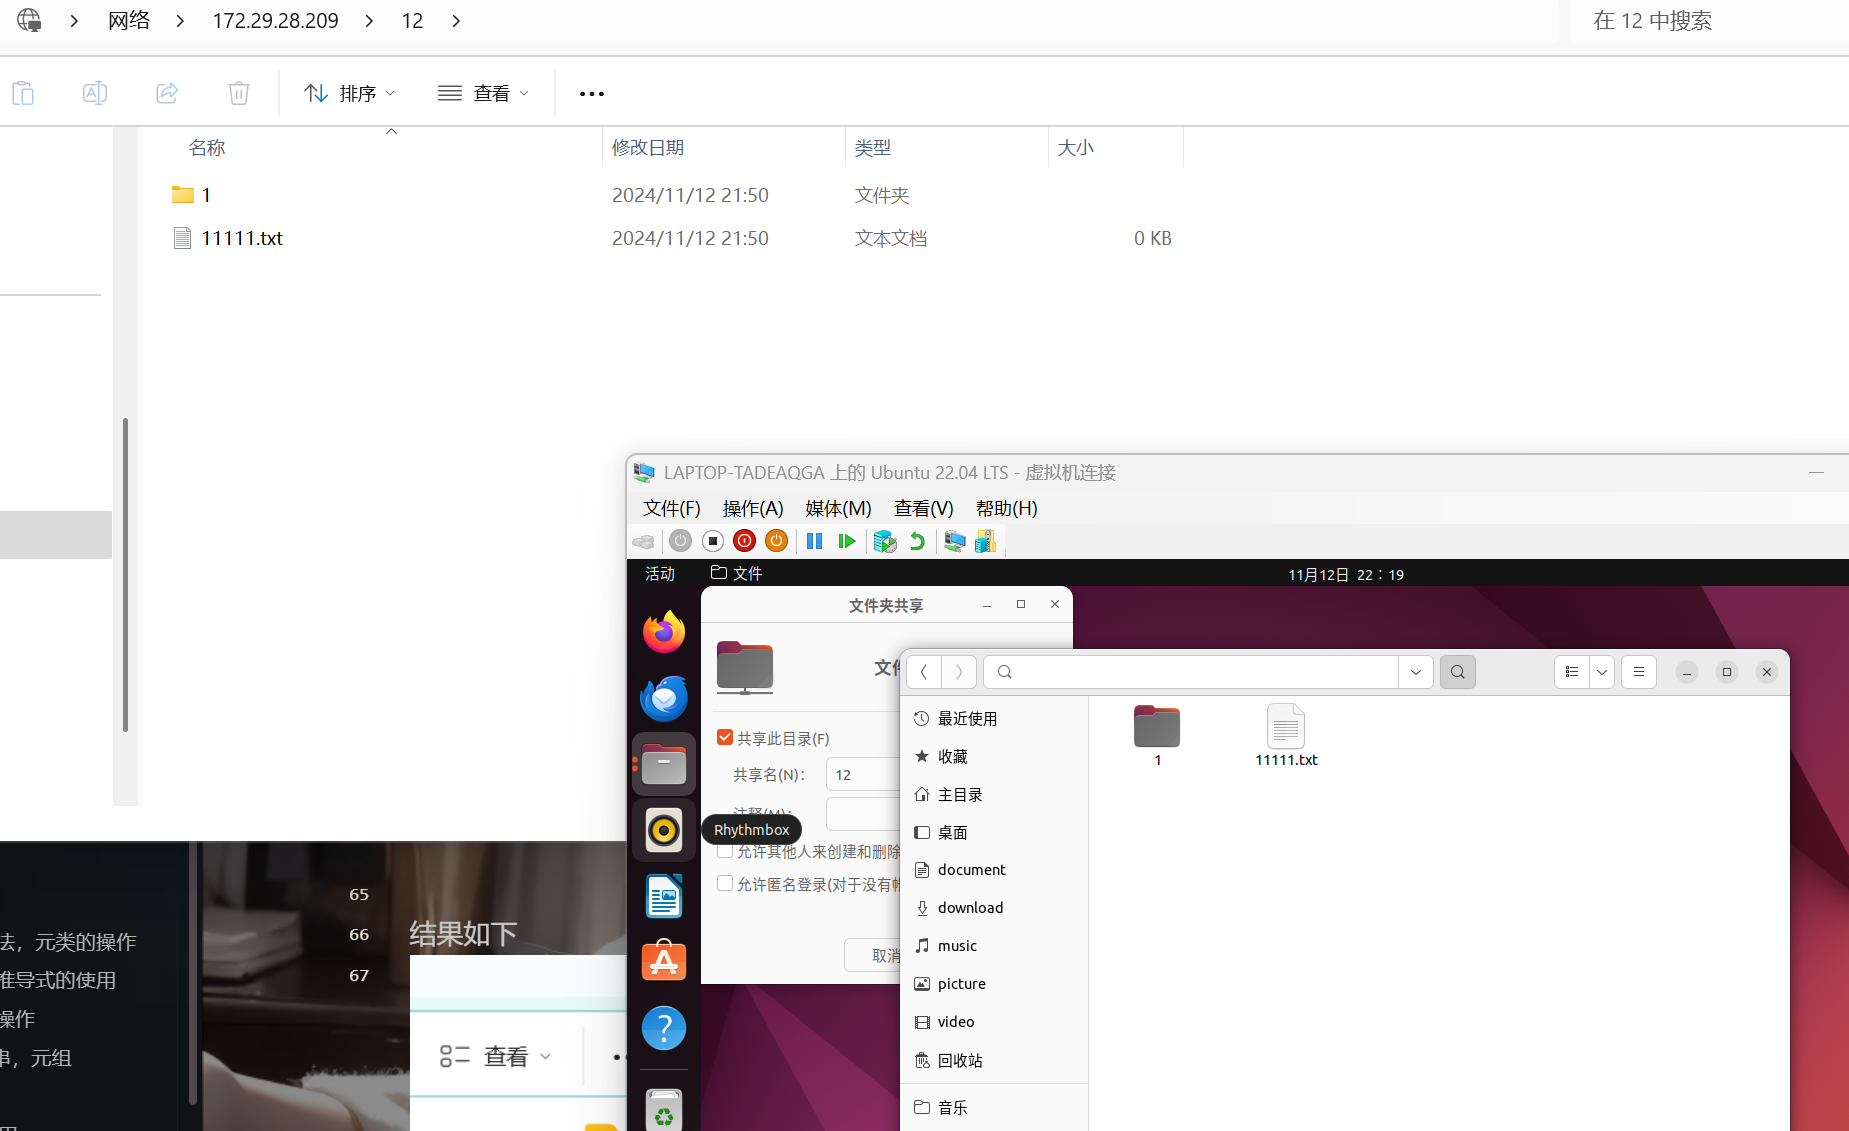 网络 172.29.28.209 12
在 12 中搜索
排序 查看
名称 修改日期 类型 大小
1 2024/11/12 21:50 文件夹
11111.txt 2024/11/12 21:50 文本文档 0 KB
LAPTOP-TADEAQGA 上的 Ubuntu 22.04 LTS - 虚拟机连接
文件(F) 操作(A) 媒体(M) 查看(V) 帮助(H)
活动 文件 11月12日 22：19
文件夹共享
共享此目录(F)
共享名(N)： 12
Rhythmbox
允许其他人来创建和删除
允许匿名登录(对于没有
取消
最近使用
收藏
主目录
桌面
document
download
music
picture
video
回收站
音乐
1
11111.txt
法，元类的操作
推导式的使用
操作
串，元组
65
66
67
结果如下
查看